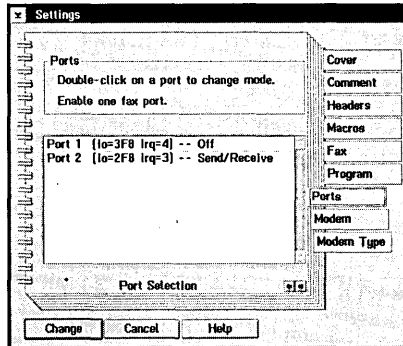 Settings
Ports
Double-click on a port to change mode.
Enable one fax port.
Port 1 (Io=3F8 Irq=4) -- Off
Port 2 (Io=2F8 Irq=3) -- Send/Receive
Port Selection
Cover
Comment
Headers
Macros
Fax
Program
Ports
Modem
Modem Type
Change
Cancel
Help